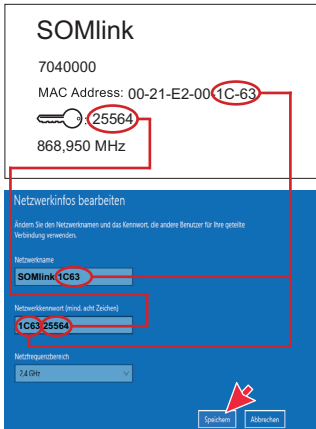 SOMlink
7040000
MAC Address: 00-21-E2-00-1C-63
: 25564
868,950 MHz
Netzwerkinfos bearbeiten
Ändern Sie den Netzwerknamen und das Kennwort, die andere Benutzer für Ihre geteilte
Verbindung verwenden.
Netzwerkname
SOMlink 1C63
Netzwerkkennwort (mind. acht Zeichen)
1C63 25564
Netzfrequenzbereich
2,4 GHz
Speichern Abbrechen